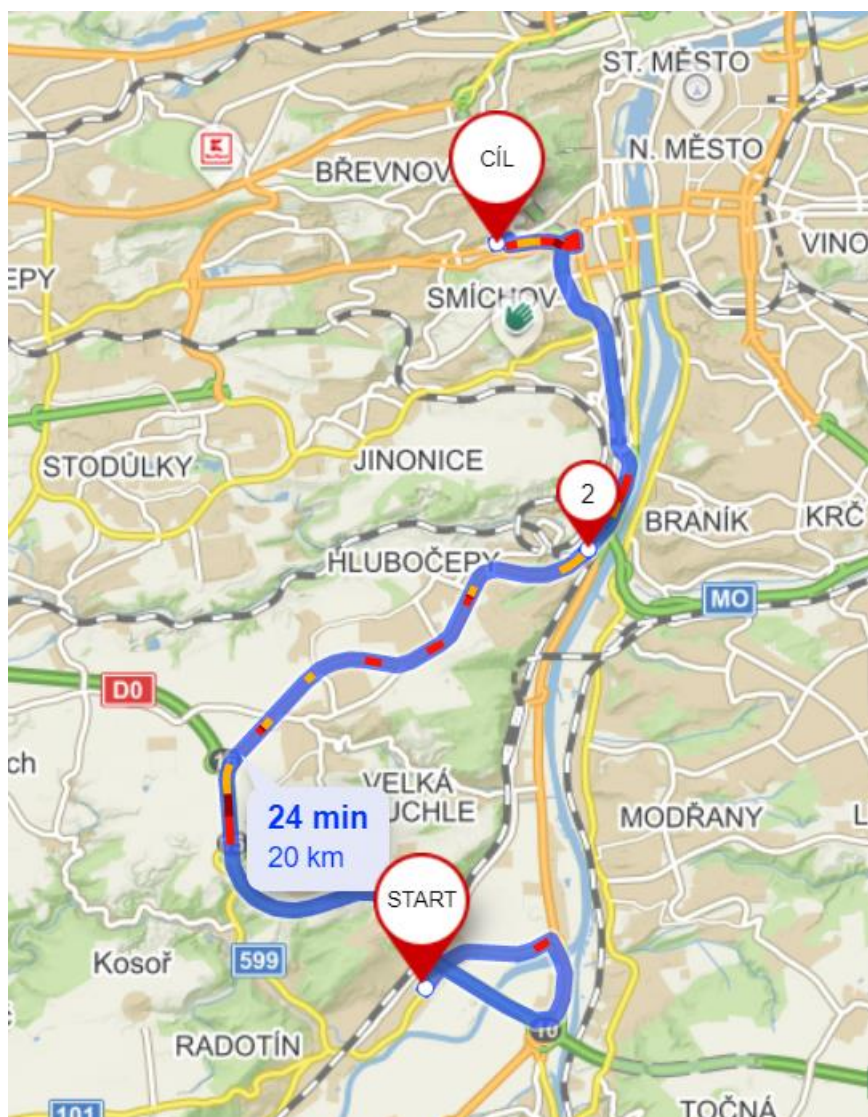 ST. MĚSTO
N. MĚSTO
BŘEVNOV
CÍL
VINO
EPY
SMÍCHOV
JINONICE
STODŮLKY
2
BRANÍK
KRČ
HLUBOČEPY
MO
D0
ch
24 min
20 km
VELKÁ
UCHLE
MODŘANY
L
START
Kosoř
599
10
RADOTÍN
101
TOČNÁ